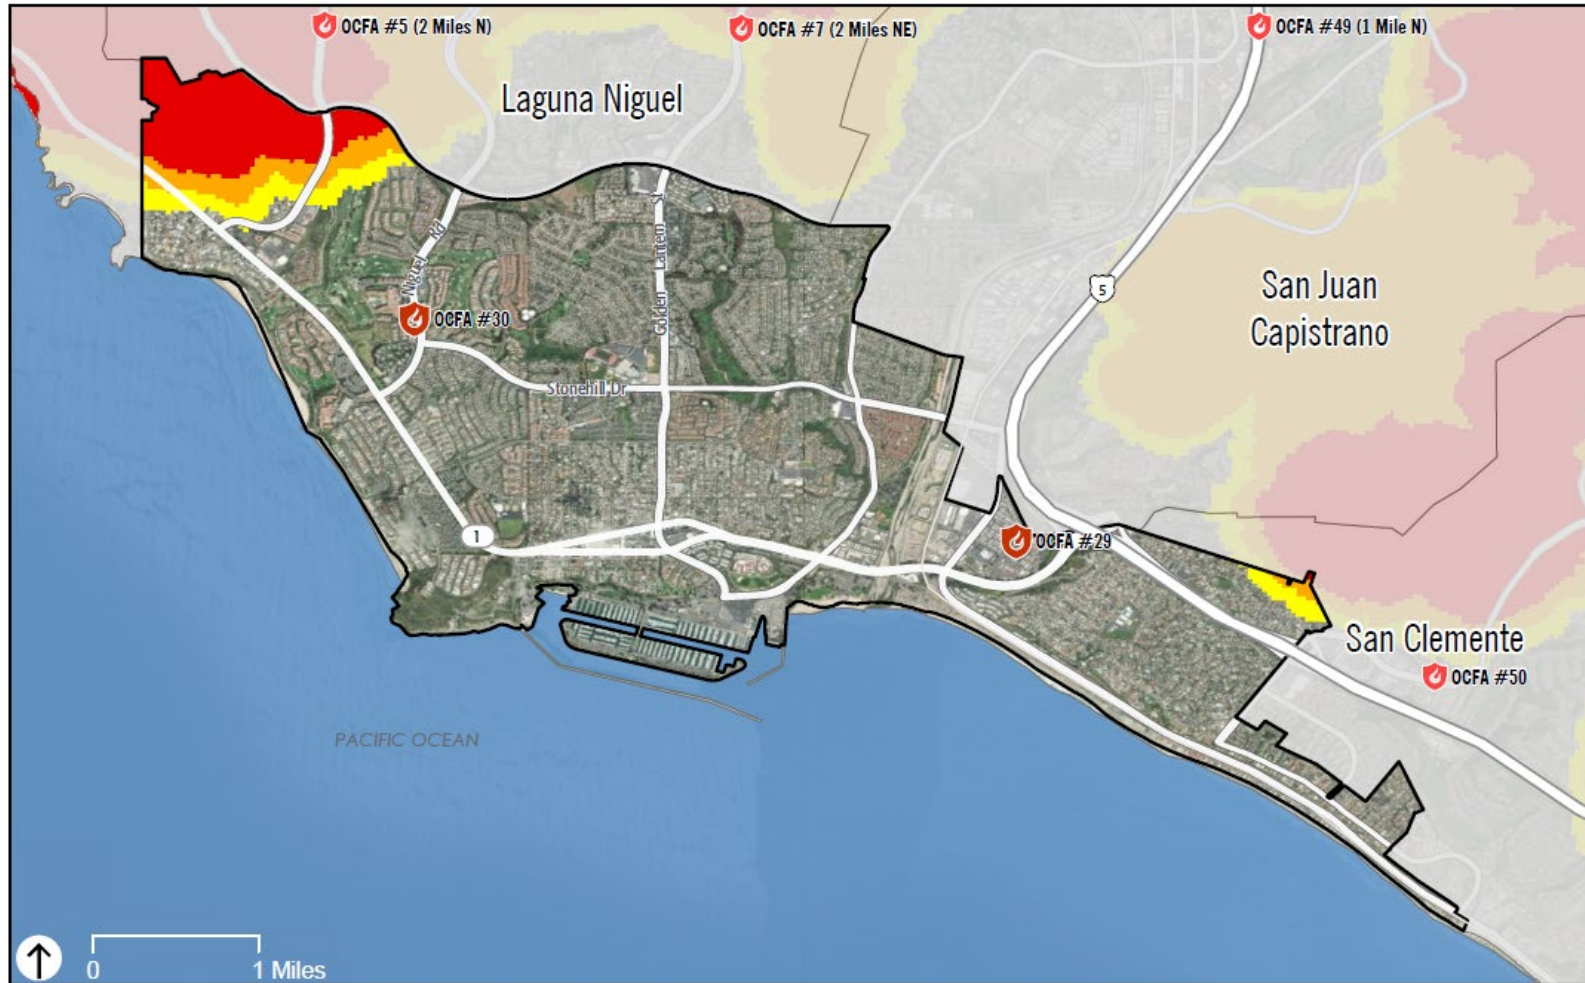 OCFA #5 (2 Miles N)
OCFA #7 (2 Miles NE)
OCFA #49 (1 Mile N)
Laguna Niguel
Niguel Rd
Golden Lantern St
5
San Juan
Capistrano
OCFA #30
Stonehill Dr
1
OCFA #29
San Clemente
OCFA #50
PACIFIC OCEAN
0 1 Miles